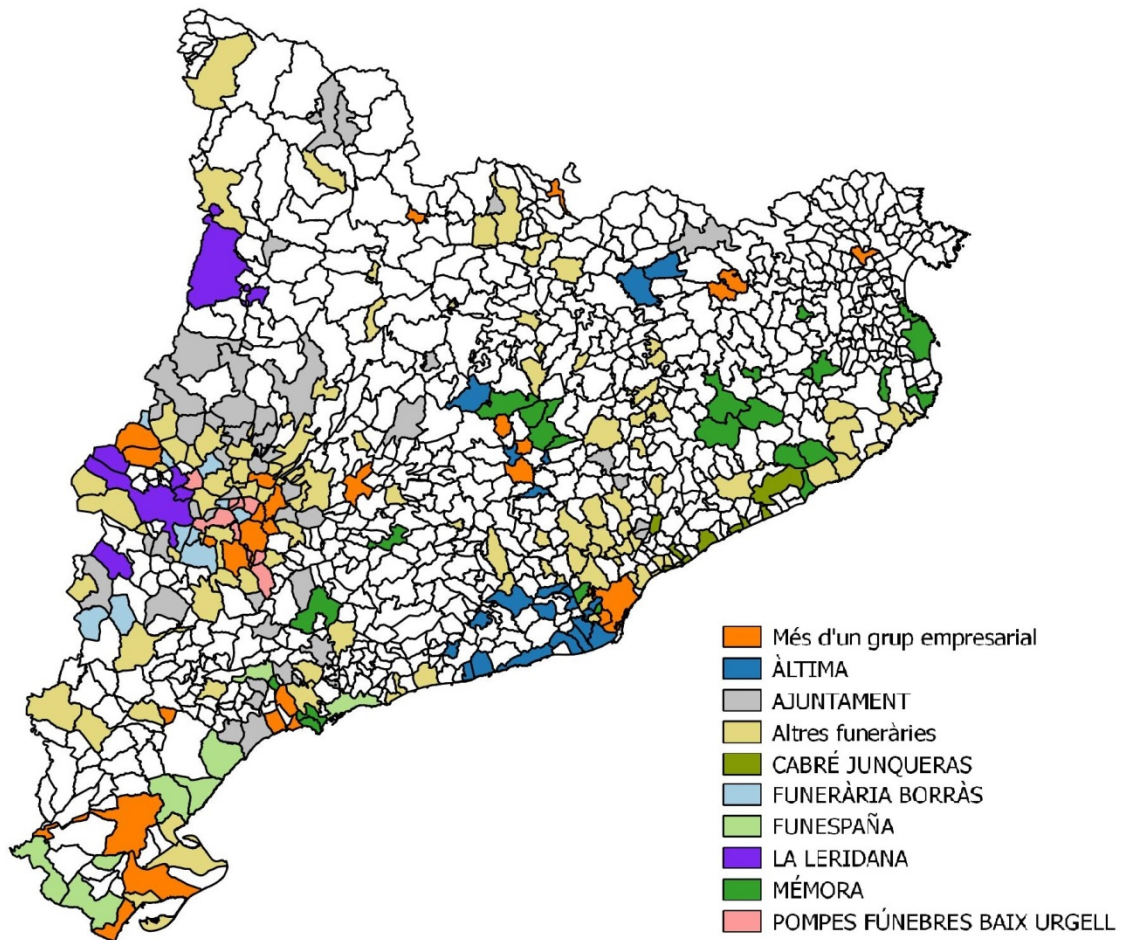 Més d'un grup empresarial
ÀLTIMA
AJUNTAMENT
Altres funeràries
CABRÉ JUNQUERAS
FUNERÀRIA BORRÀS
FUNESPAÑA
LA LERIDANA
MÉMORA
POMPES FÚNEBRES BAIX URGELL